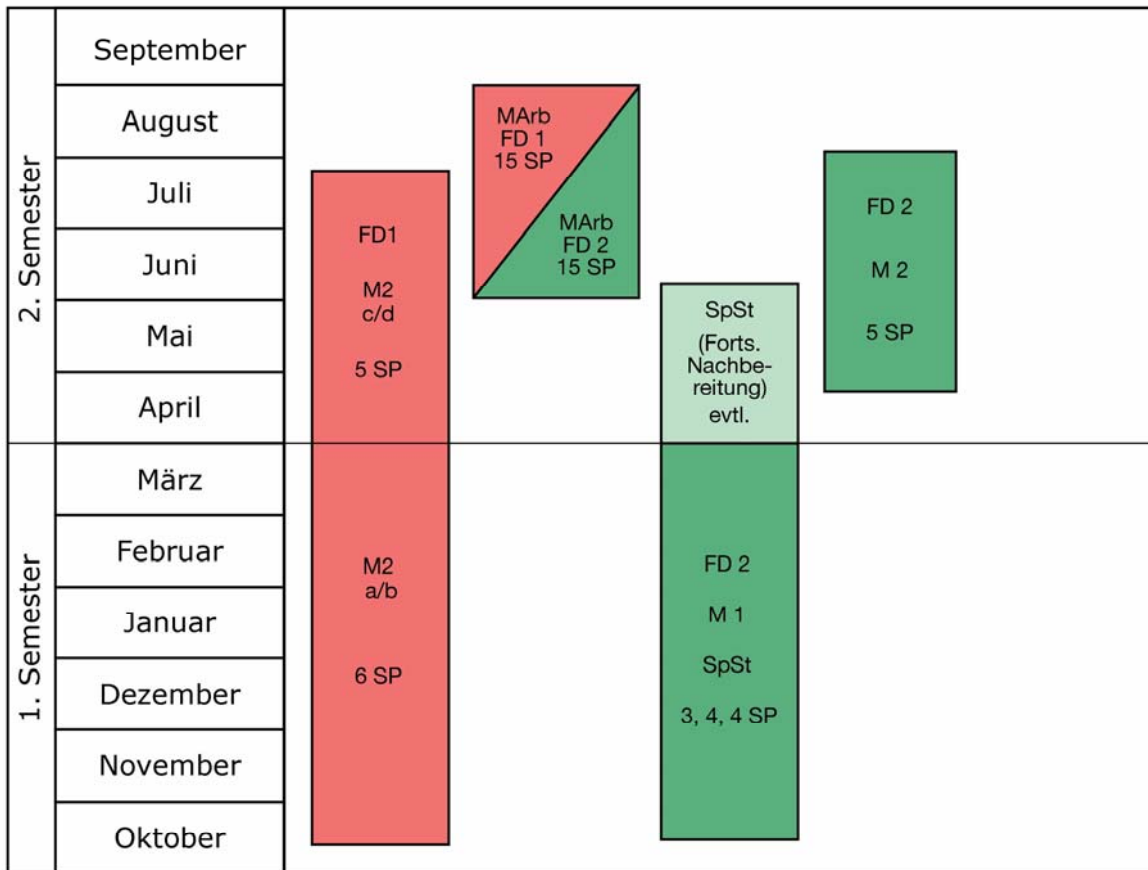 2. Semester
September
August
Juli
Juni
Mai
April
1. Semester
März
Februar
Januar
Dezember
November
Oktober
FD1
M2
c/d
5 SP
M2
a/b
6 SP
MArb
FD 1
15 SP
MArb
FD 2
15 SP
SpSt
(Forts.
Nachbe-
reitung)
evtl.
FD 2
M 1
SpSt
3, 4, 4 SP
FD 2
M 2
5 SP